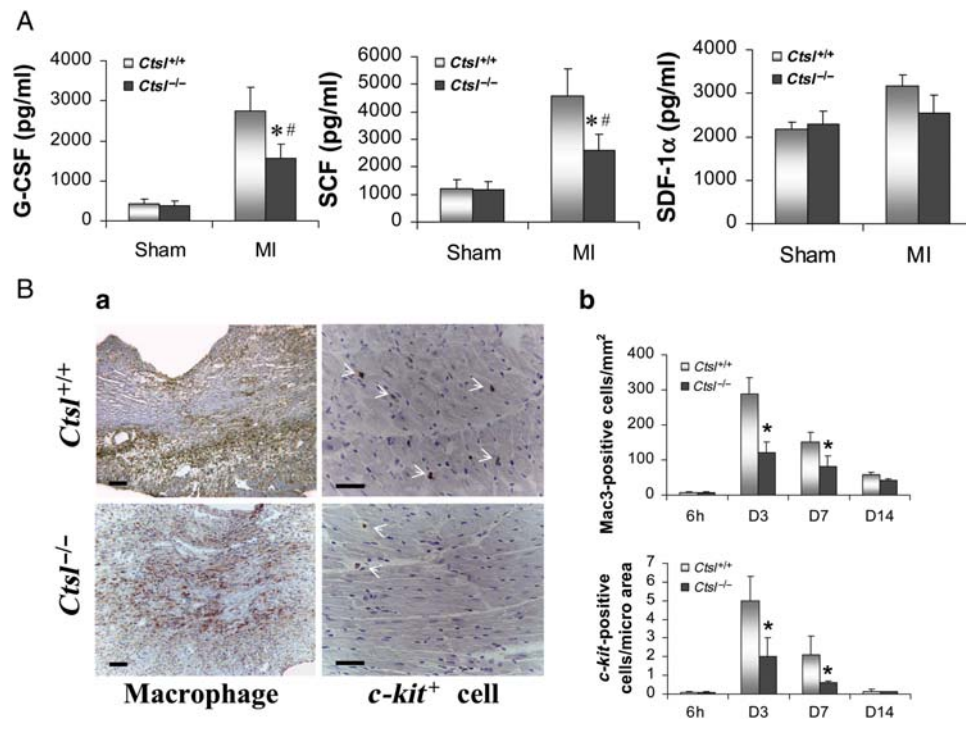 A
G-CSF (pg/ml)
4000
3000
2000
1000
0
Ctsl+/+
Ctsl−/−
*#
Sham MI
SCF (pg/ml)
6000
5000
4000
3000
2000
1000
0
Ctsl+/+
Ctsl−/−
*#
Sham MI
SDF-1α (pg/ml)
4000
3000
2000
1000
0
Ctsl+/+
Ctsl−/−
Sham MI
B
a
Ctsl+/+
Ctsl−/−
Macrophage c-kit+ cell
b
Mac3-positive cells/mm²
400
300
200
100
0
Ctsl+/+
Ctsl−/−
* *
6h D3 D7 D14
c-kit-positive
cells/micro area
7
6
5
4
3
2
1
0
Ctsl+/+
Ctsl−/−
* *
6h D3 D7 D14